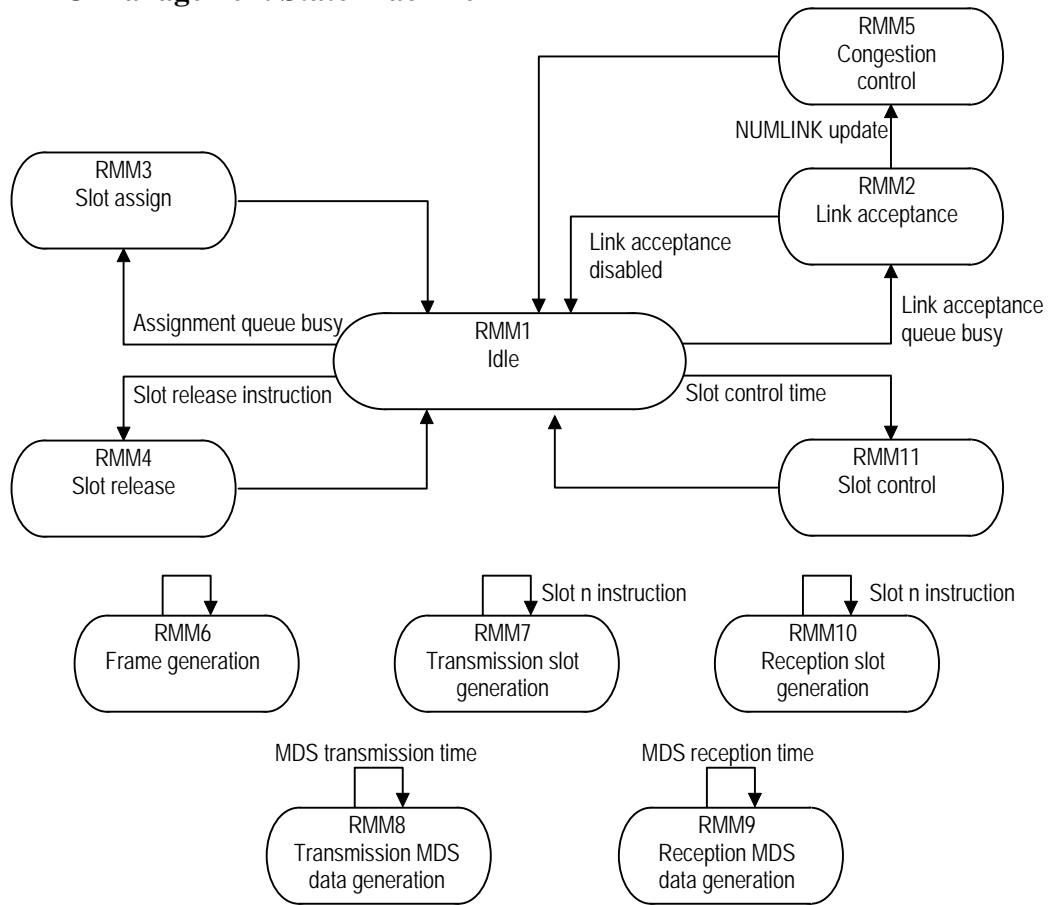 RMM5
Congestion
control
NUMLINK update
RMM3
Slot assign
RMM2
Link acceptance
Link acceptance
disabled
Link acceptance
queue busy
Assignment queue busy
RMM1
Idle
Slot release instruction
Slot control time
RMM4
Slot release
RMM11
Slot control
Slot n instruction
Slot n instruction
RMM6
Frame generation
RMM7
Transmission slot
generation
RMM10
Reception slot
generation
MDS transmission time
MDS reception time
RMM8
Transmission MDS
data generation
RMM9
Reception MDS
data generation